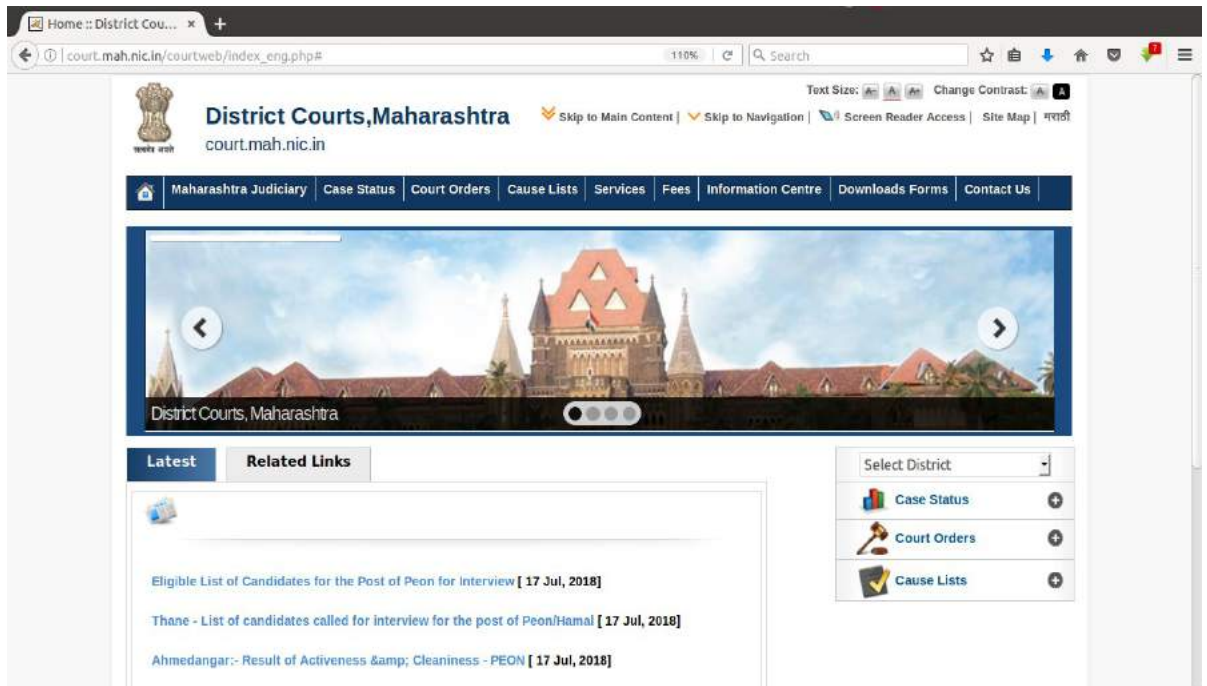 Home :: District Cou... × +
court.mah.nic.in/courtweb/index_eng.php# 110% Search
Text Size: A- A A+ Change Contrast: A A
District Courts,Maharashtra Skip to Main Content | Skip to Navigation | Screen Reader Access | Site Map | मराठी
सत्यमेव जयते court.mah.nic.in
Maharashtra Judiciary Case Status Court Orders Cause Lists Services Fees Information Centre Downloads Forms Contact Us
District Courts, Maharashtra
Latest Related Links
Select District
Case Status
Court Orders
Cause Lists
Eligible List of Candidates for the Post of Peon for Interview [ 17 Jul, 2018]
Thane - List of candidates called for interview for the post of Peon/Hamal [ 17 Jul, 2018]
Ahmedangar:- Result of Activeness &amp; Cleaniness - PEON [ 17 Jul, 2018]